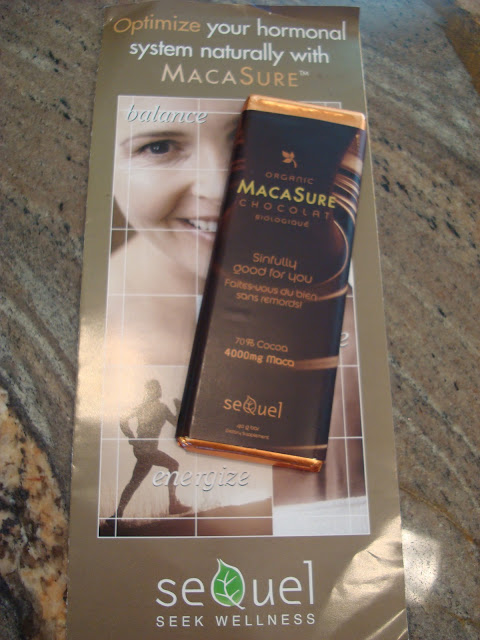 Optimize your hormonal
system naturally with
MACASURE™
balance
ORGANIC
MACASURE
CHOCOLAT
BIOLOGIQUE
Sinfully
good for you
Faites-vous du bien
sans remords!
70% Cocoa
4000mg Maca
seQuel
energize
seQuel
SEEK WELLNESS